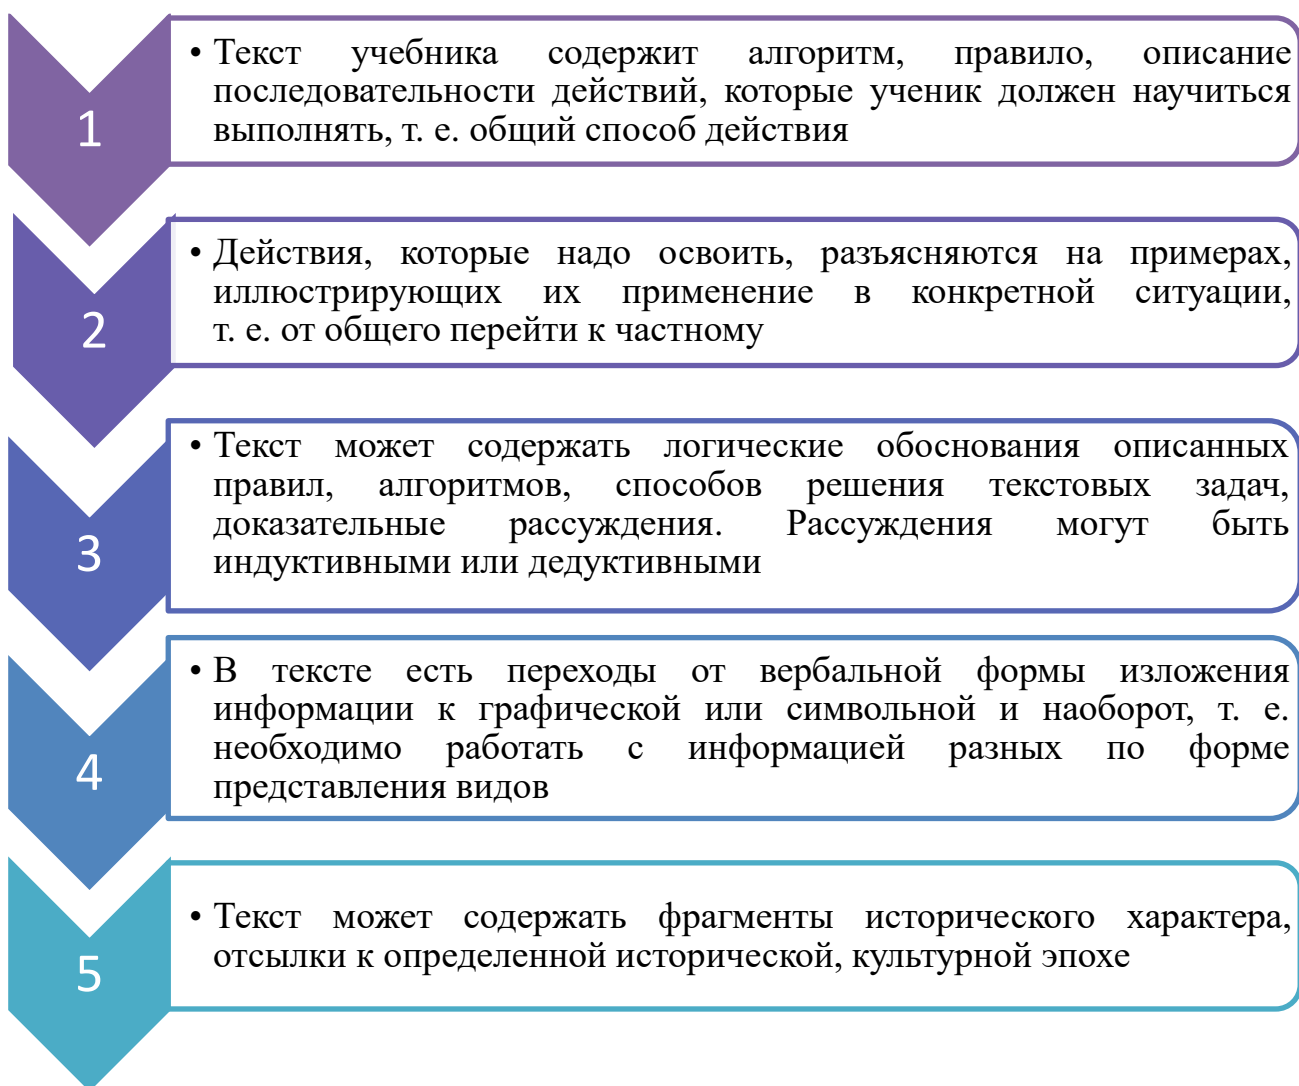 1
• Текст учебника содержит алгоритм, правило, описание
последовательности действий, которые ученик должен научиться
выполнять, т. е. общий способ действия
2
• Действия, которые надо освоить, разъясняются на примерах,
иллюстрирующих их применение в конкретной ситуации,
т. е. от общего перейти к частному
3
• Текст может содержать логические обоснования описанных
правил, алгоритмов, способов решения текстовых задач,
доказательные рассуждения. Рассуждения могут быть
индуктивными или дедуктивными
4
• В тексте есть переходы от вербальной формы изложения
информации к графической или символьной и наоборот, т. е.
необходимо работать с информацией разных по форме
представления видов
5
• Текст может содержать фрагменты исторического характера,
отсылки к определенной исторической, культурной эпохе